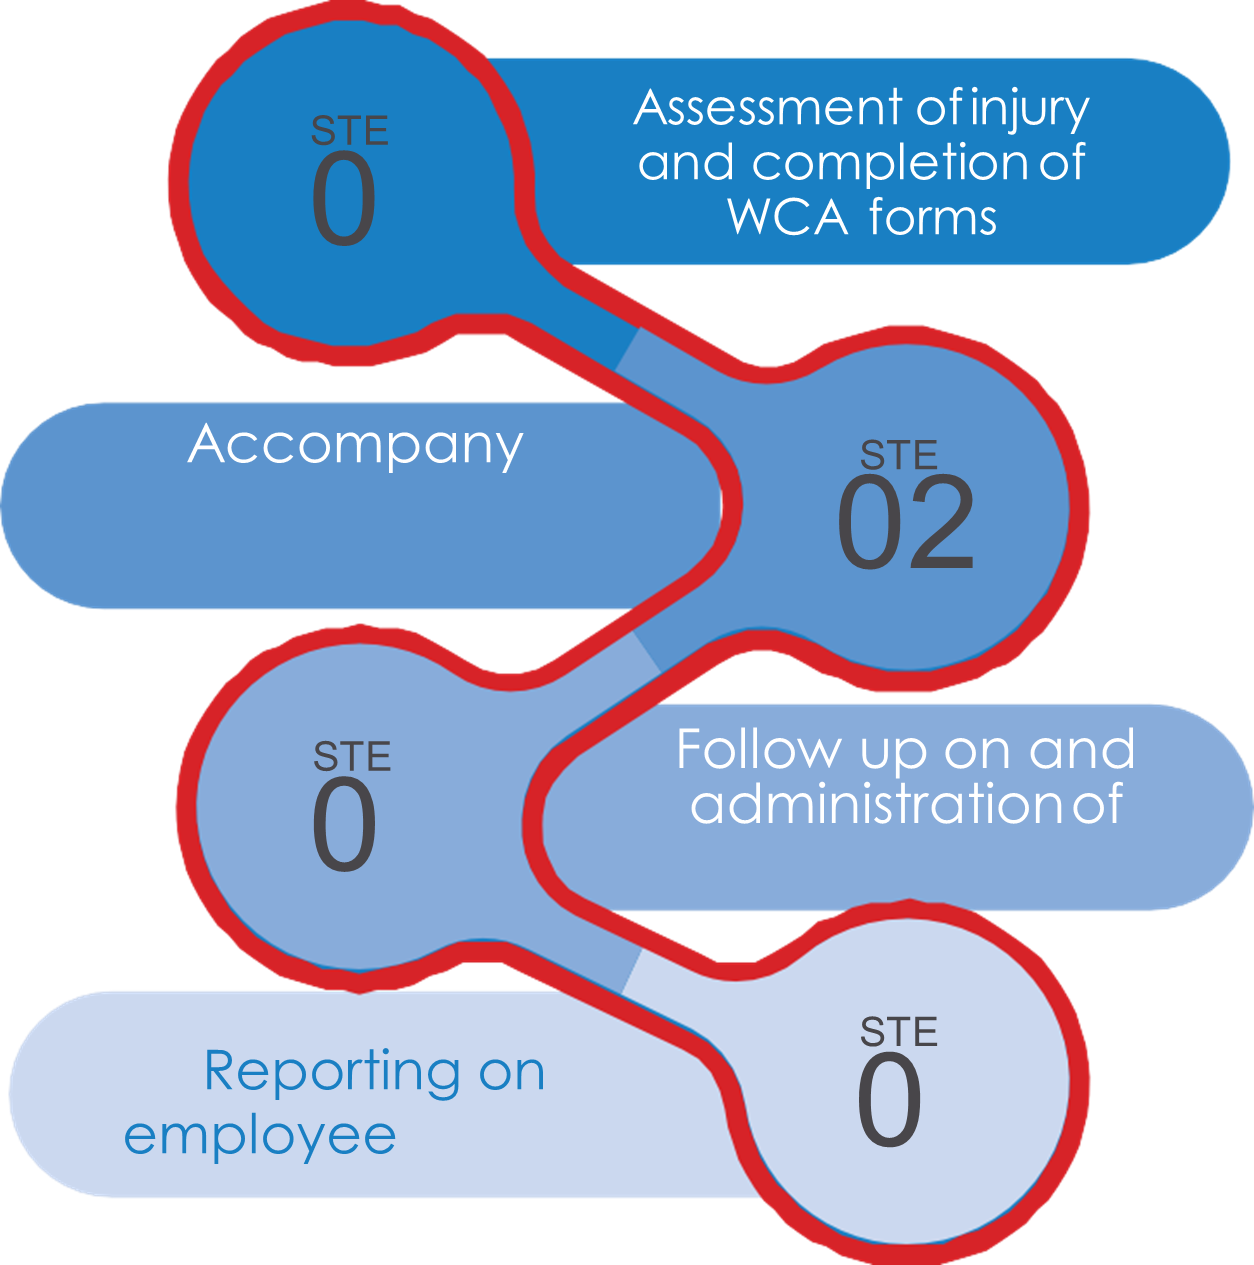 STE
0
Assessment of injury
and completion of
WCA forms
Accompany
STE
02
STE
0
Follow up on and
administration of
STE
0
Reporting on
employee